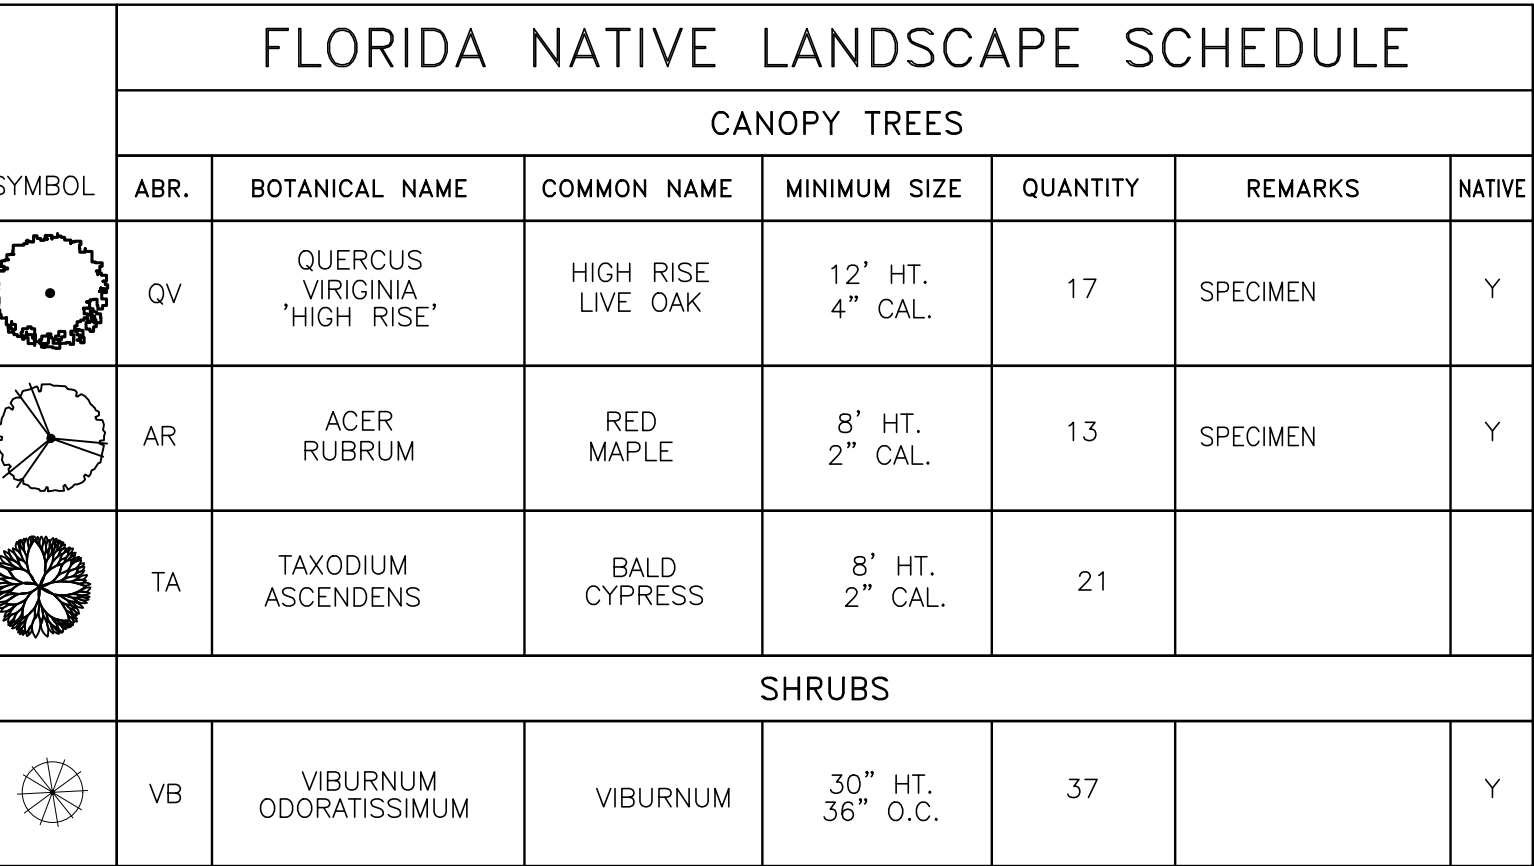 FLORIDA NATIVE LANDSCAPE SCHEDULE
CANOPY TREES
SYMBOL ABR. BOTANICAL NAME COMMON NAME MINIMUM SIZE QUANTITY REMARKS NATIVE
QV
QUERCUS
VIRIGINIA
'HIGH RISE'
HIGH RISE
LIVE OAK
12' HT.
4" CAL.
17
SPECIMEN
Y
AR
ACER
RUBRUM
RED
MAPLE
8' HT.
2" CAL.
13
SPECIMEN
Y
TA
TAXODIUM
ASCENDENS
BALD
CYPRESS
8' HT.
2" CAL.
21
SHRUBS
VB
VIBURNUM
ODORATISSIMUM
VIBURNUM
30" HT.
36" O.C.
37
Y